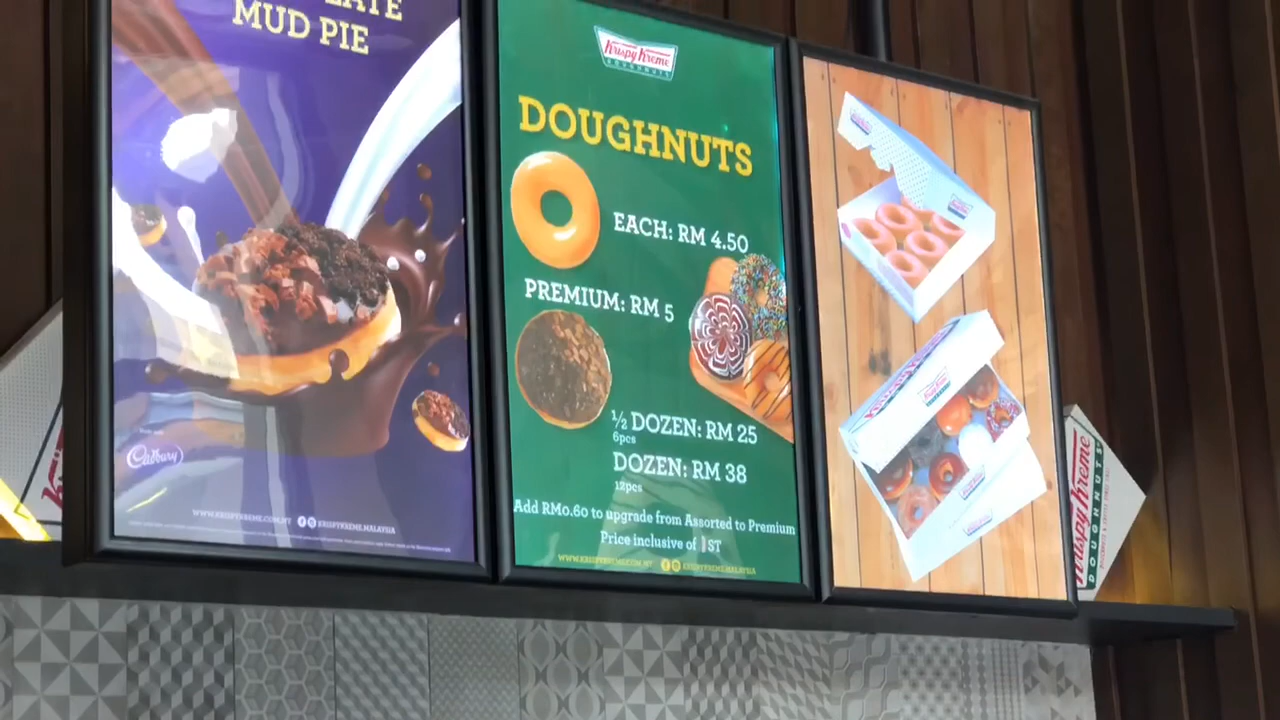 MUD PIE
Cadbury
WWW.KRISPYKREME.COM.MY KRISPYKREME.MALAYSIA
Krispy Kreme
DOUGHNUTS
DOUGHNUTS
EACH: RM 4.50
PREMIUM: RM 5
½ DOZEN: RM 25
6pcs
DOZEN: RM 38
12pcs
Add RM0.60 to upgrade from Assorted to Premium
Price inclusive of ST
WWW.KRISPYKREME.COM.MY KRISPYKREME.MALAYSIA
Krispy Kreme
DOUGHNUTS